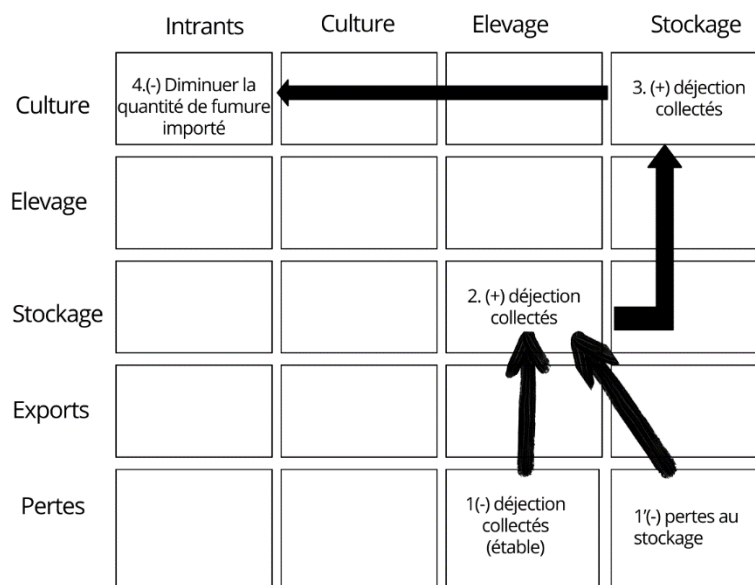 Intrants Culture Elevage Stockage
Culture
4.(-) Diminuer la
quantité de fumure
importé
3. (+) déjection
collectés
Elevage
Stockage
2. (+) déjection
collectés
Exports
Pertes
1(-) déjection
collectés
(étable)
1'(-) pertes au
stockage